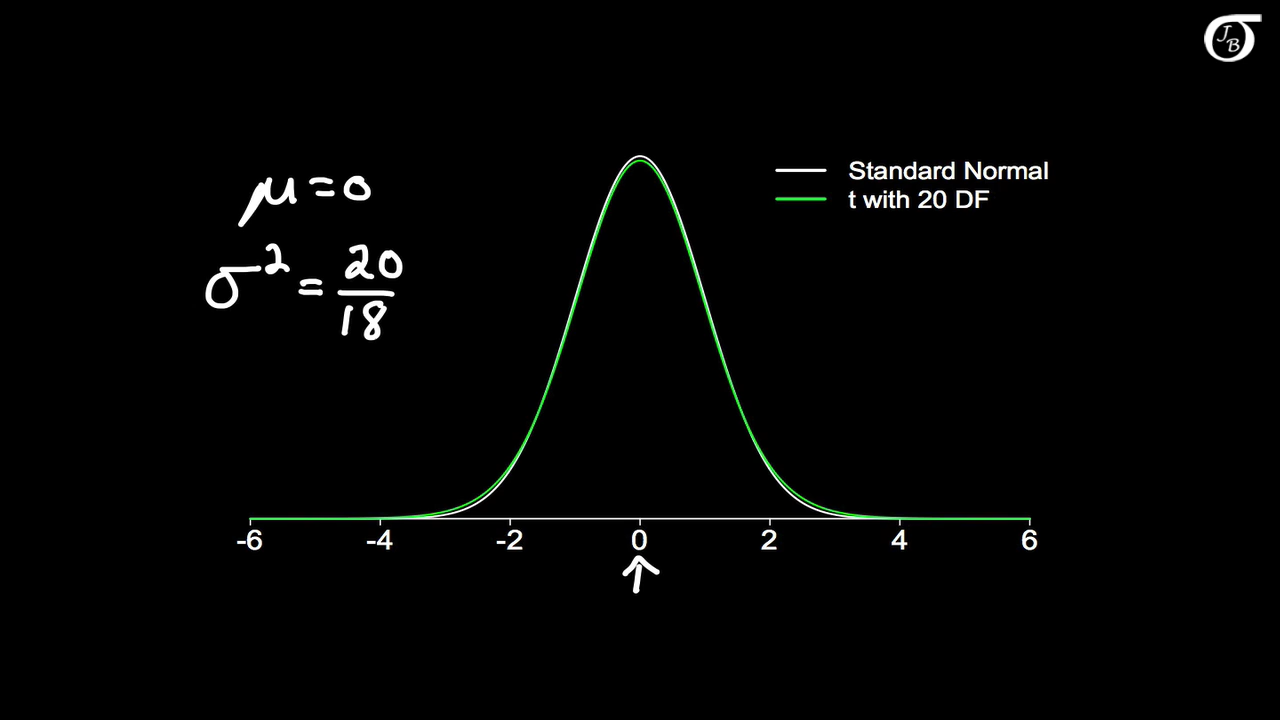 JB
μ = 0
σ² = 20/18
Standard Normal
t with 20 DF
-6 -4 -2 0 2 4 6